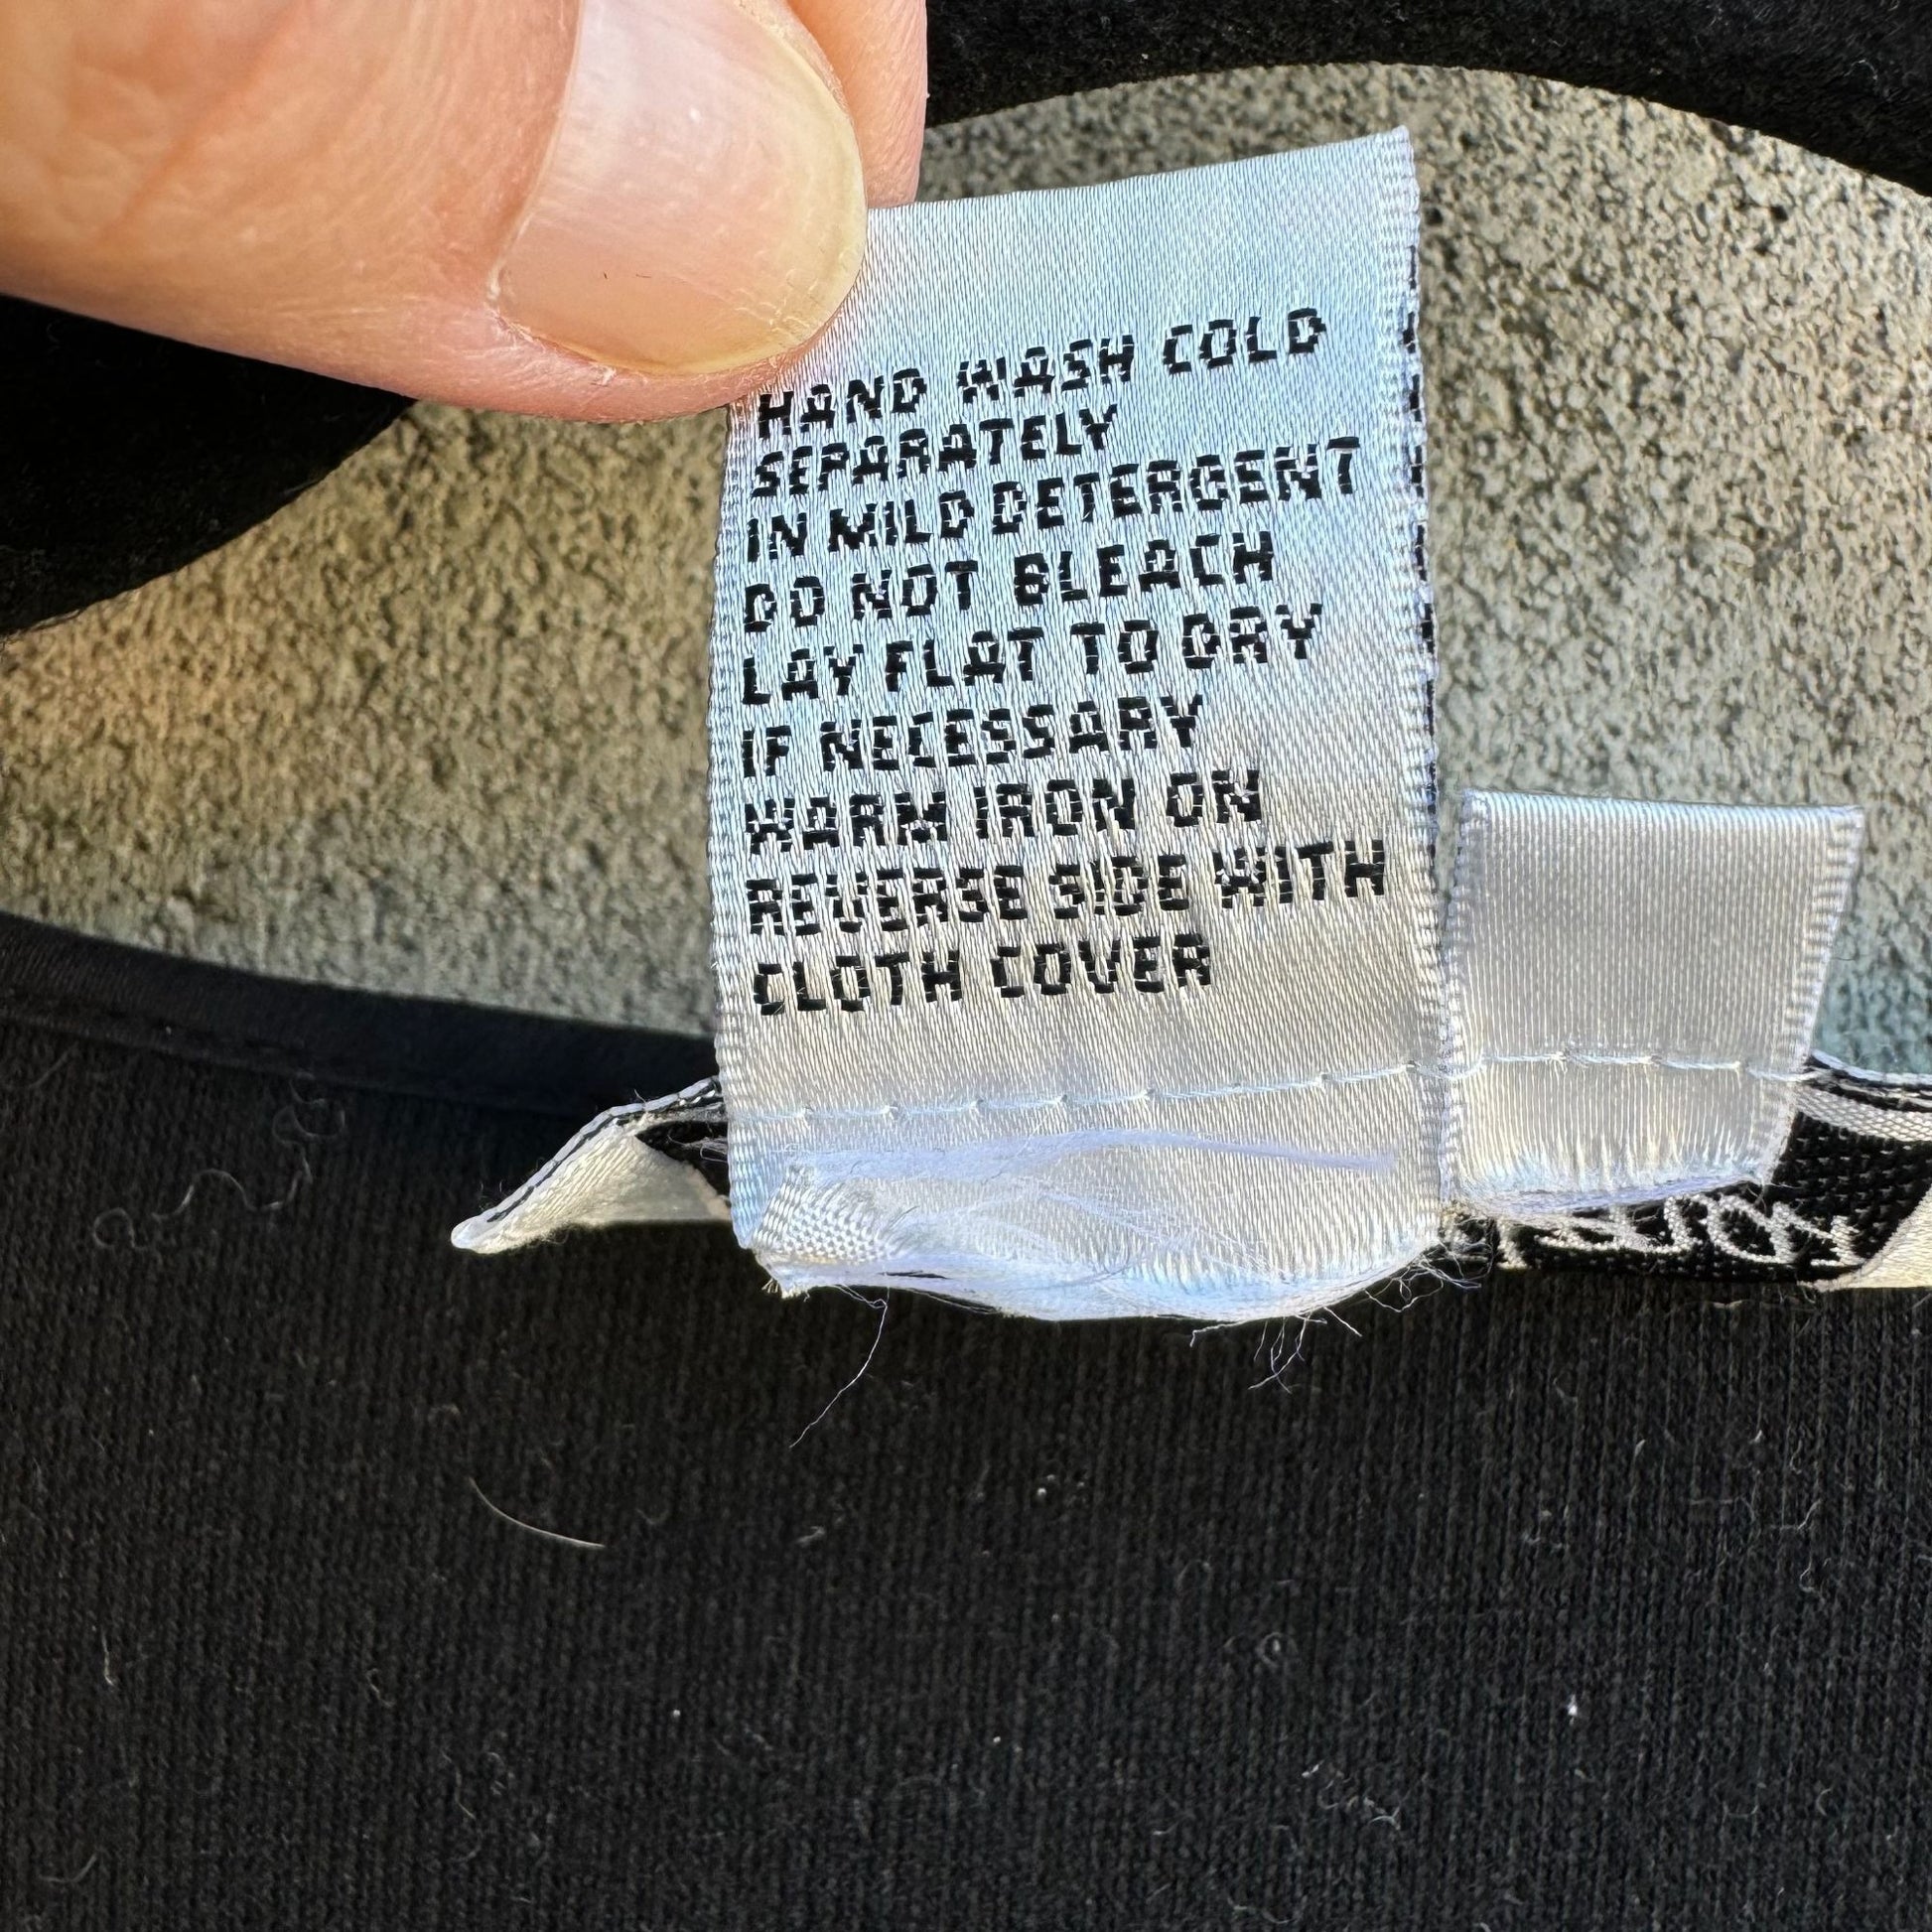 HAND WASH COLD
SEPARATELY
IN MILD DETERGENT
DO NOT BLEACH
LAY FLAT TO DRY
IF NECESSARY
WARM IRON ON
REVERSE SIDE WITH
CLOTH COVER